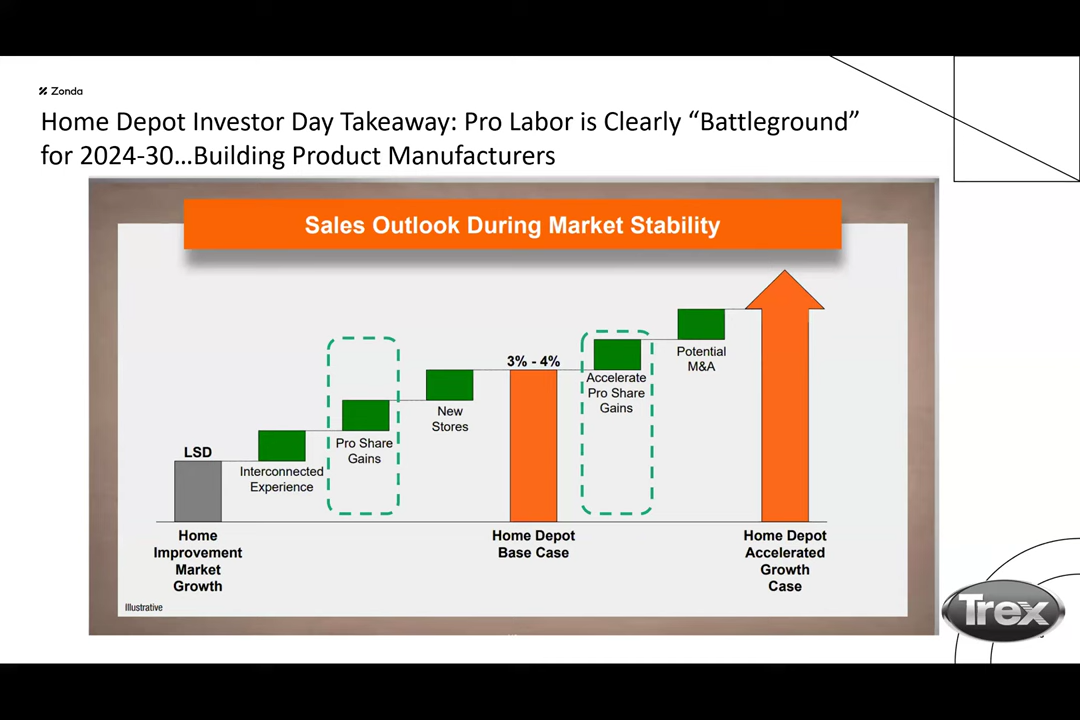 Zonda
Home Depot Investor Day Takeaway: Pro Labor is Clearly “Battleground”
for 2024-30…Building Product Manufacturers
Sales Outlook During Market Stability
LSD
Interconnected
Experience
Pro Share
Gains
New
Stores
3% - 4%
Accelerate
Pro Share
Gains
Potential
M&A
Home
Improvement
Market
Growth
Home Depot
Base Case
Home Depot
Accelerated
Growth
Case
Illustrative
Trex